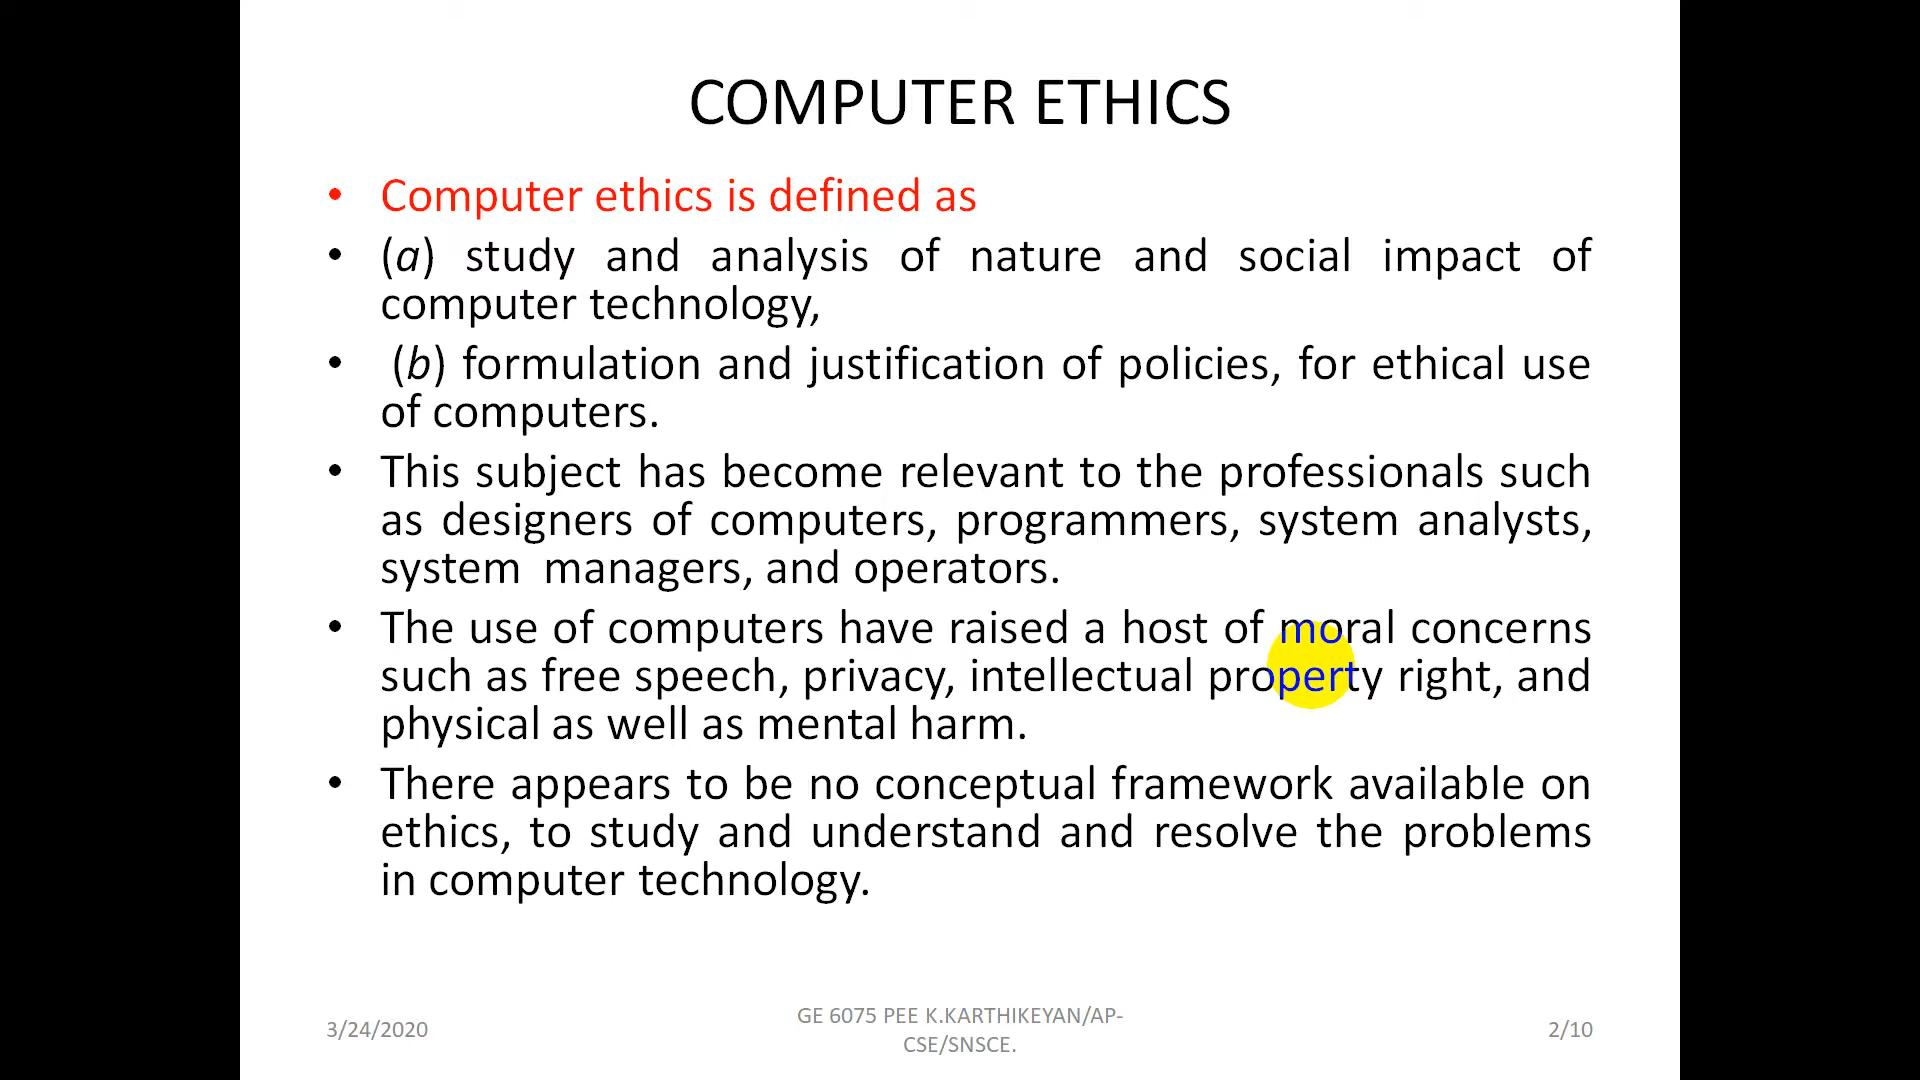 COMPUTER ETHICS
• Computer ethics is defined as
• (a) study and analysis of nature and social impact of
computer technology,
• (b) formulation and justification of policies, for ethical use
of computers.
• This subject has become relevant to the professionals such
as designers of computers, programmers, system analysts,
system managers, and operators.
• The use of computers have raised a host of moral concerns
such as free speech, privacy, intellectual property right, and
physical as well as mental harm.
• There appears to be no conceptual framework available on
ethics, to study and understand and resolve the problems
in computer technology.
3/24/2020
GE 6075 PEE K.KARTHIKEYAN/AP-
CSE/SNSCE.
2/10